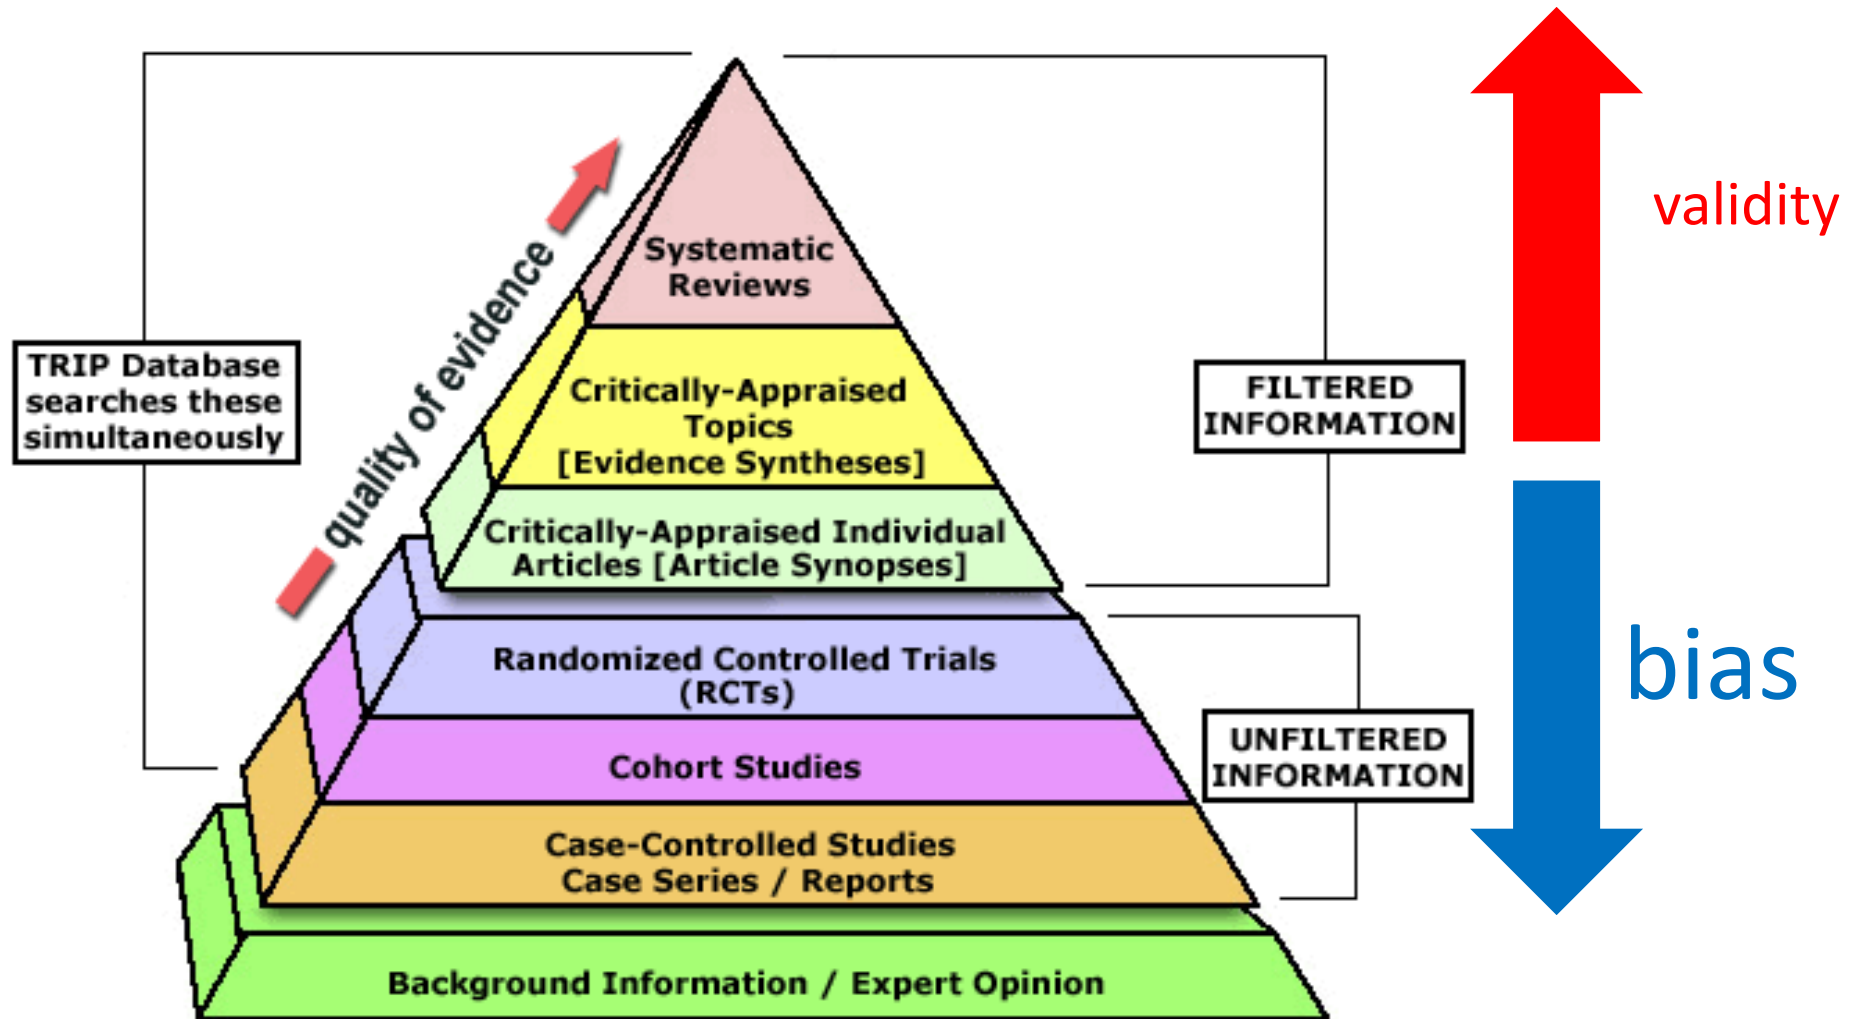 validity
quality of evidence
Systematic
Reviews
TRIP Database
searches these
simultaneously
Critically-Appraised
Topics
[Evidence Syntheses]
FILTERED
INFORMATION
Critically-Appraised Individual
Articles [Article Synopses]
Randomized Controlled Trials
(RCTs)
bias
Cohort Studies
UNFILTERED
INFORMATION
Case-Controlled Studies
Case Series / Reports
Background Information / Expert Opinion